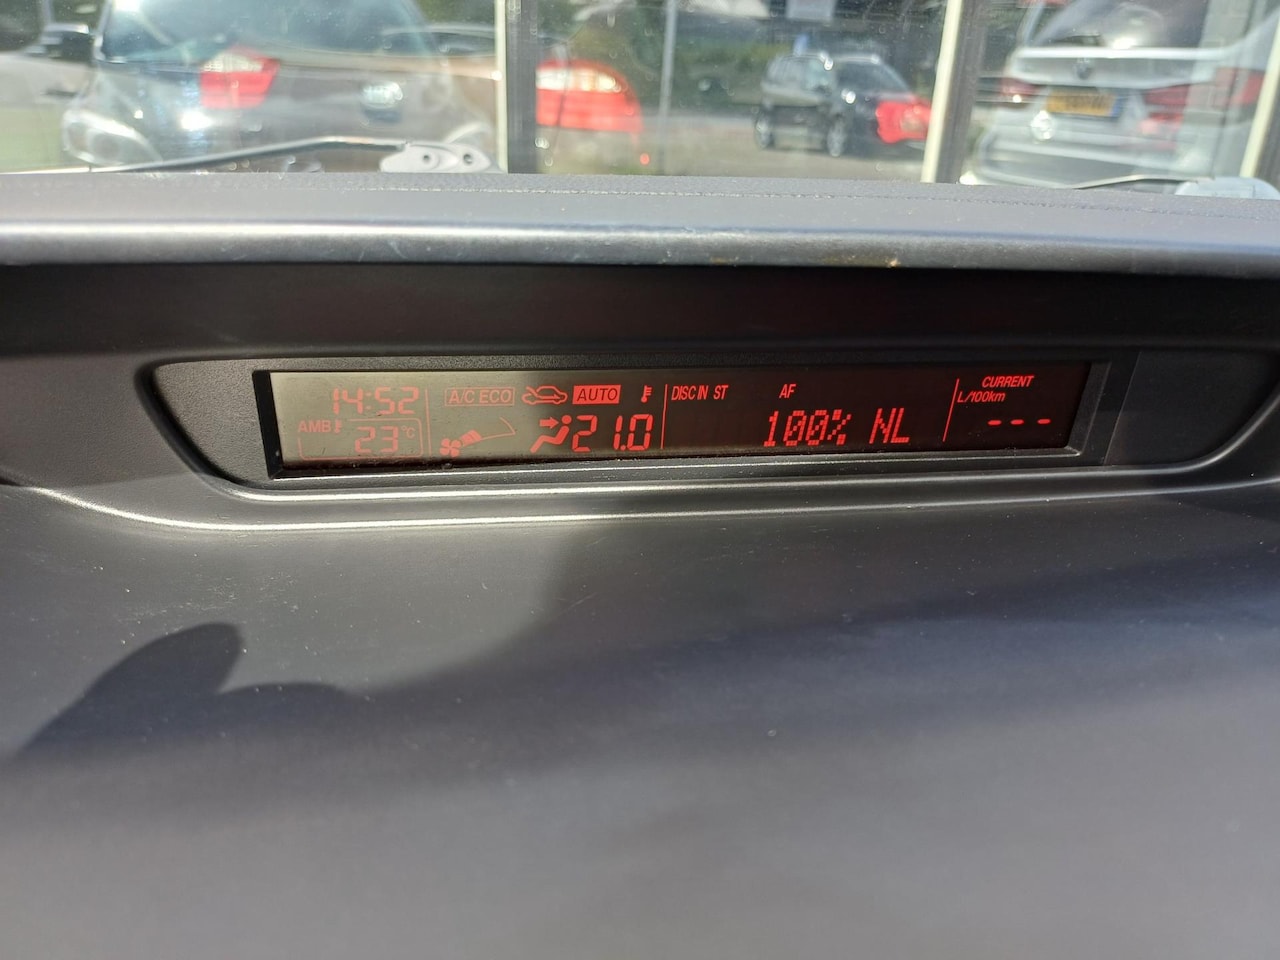 14:52 A/C ECO AUTO DISC IN ST AF CURRENT
L/100km
AMB 23°C 21.0 100% NL ---